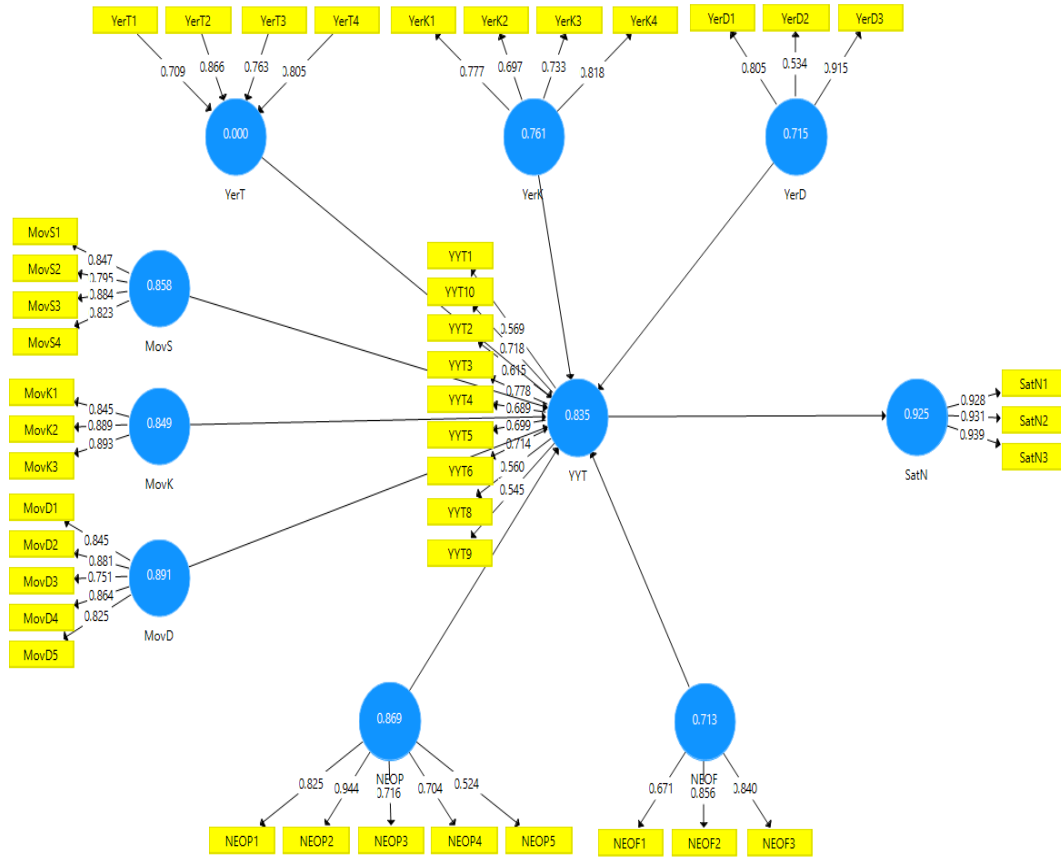 YerT1 YerT2 YerT3 YerT4 YerK1 YerK2 YerK3 YerK4 YerD1 YerD2 YerD3
0.709 0.866 0.763 0.805 0.777 0.697 0.733 0.818 0.805 0.534 0.915
0.000 0.761 0.715
YerT YerK YerD
MovS1
MovS2
MovS3
MovS4
0.847
0.795
0.884
0.823
0.858
MovS
MovK1
MovK2
MovK3
0.845
0.889
0.893
0.849
MovK
MovD1
MovD2
MovD3
MovD4
MovD5
0.845
0.881
0.751
0.864
0.825
0.891
MovD
YYT1
YYT10
YYT2
YYT3
YYT4
YYT5
YYT6
YYT8
YYT9
0.569
0.718
0.615
0.778
0.689
0.699
0.714
0.560
0.545
0.835
YYT
0.925
SatN
0.928
0.931
0.939
SatN1
SatN2
SatN3
0.869 0.713
NEOP NEOF
0.825 0.944 0.716 0.704 0.524 0.671 0.856 0.840
NEOP1 NEOP2 NEOP3 NEOP4 NEOP5 NEOF1 NEOF2 NEOF3